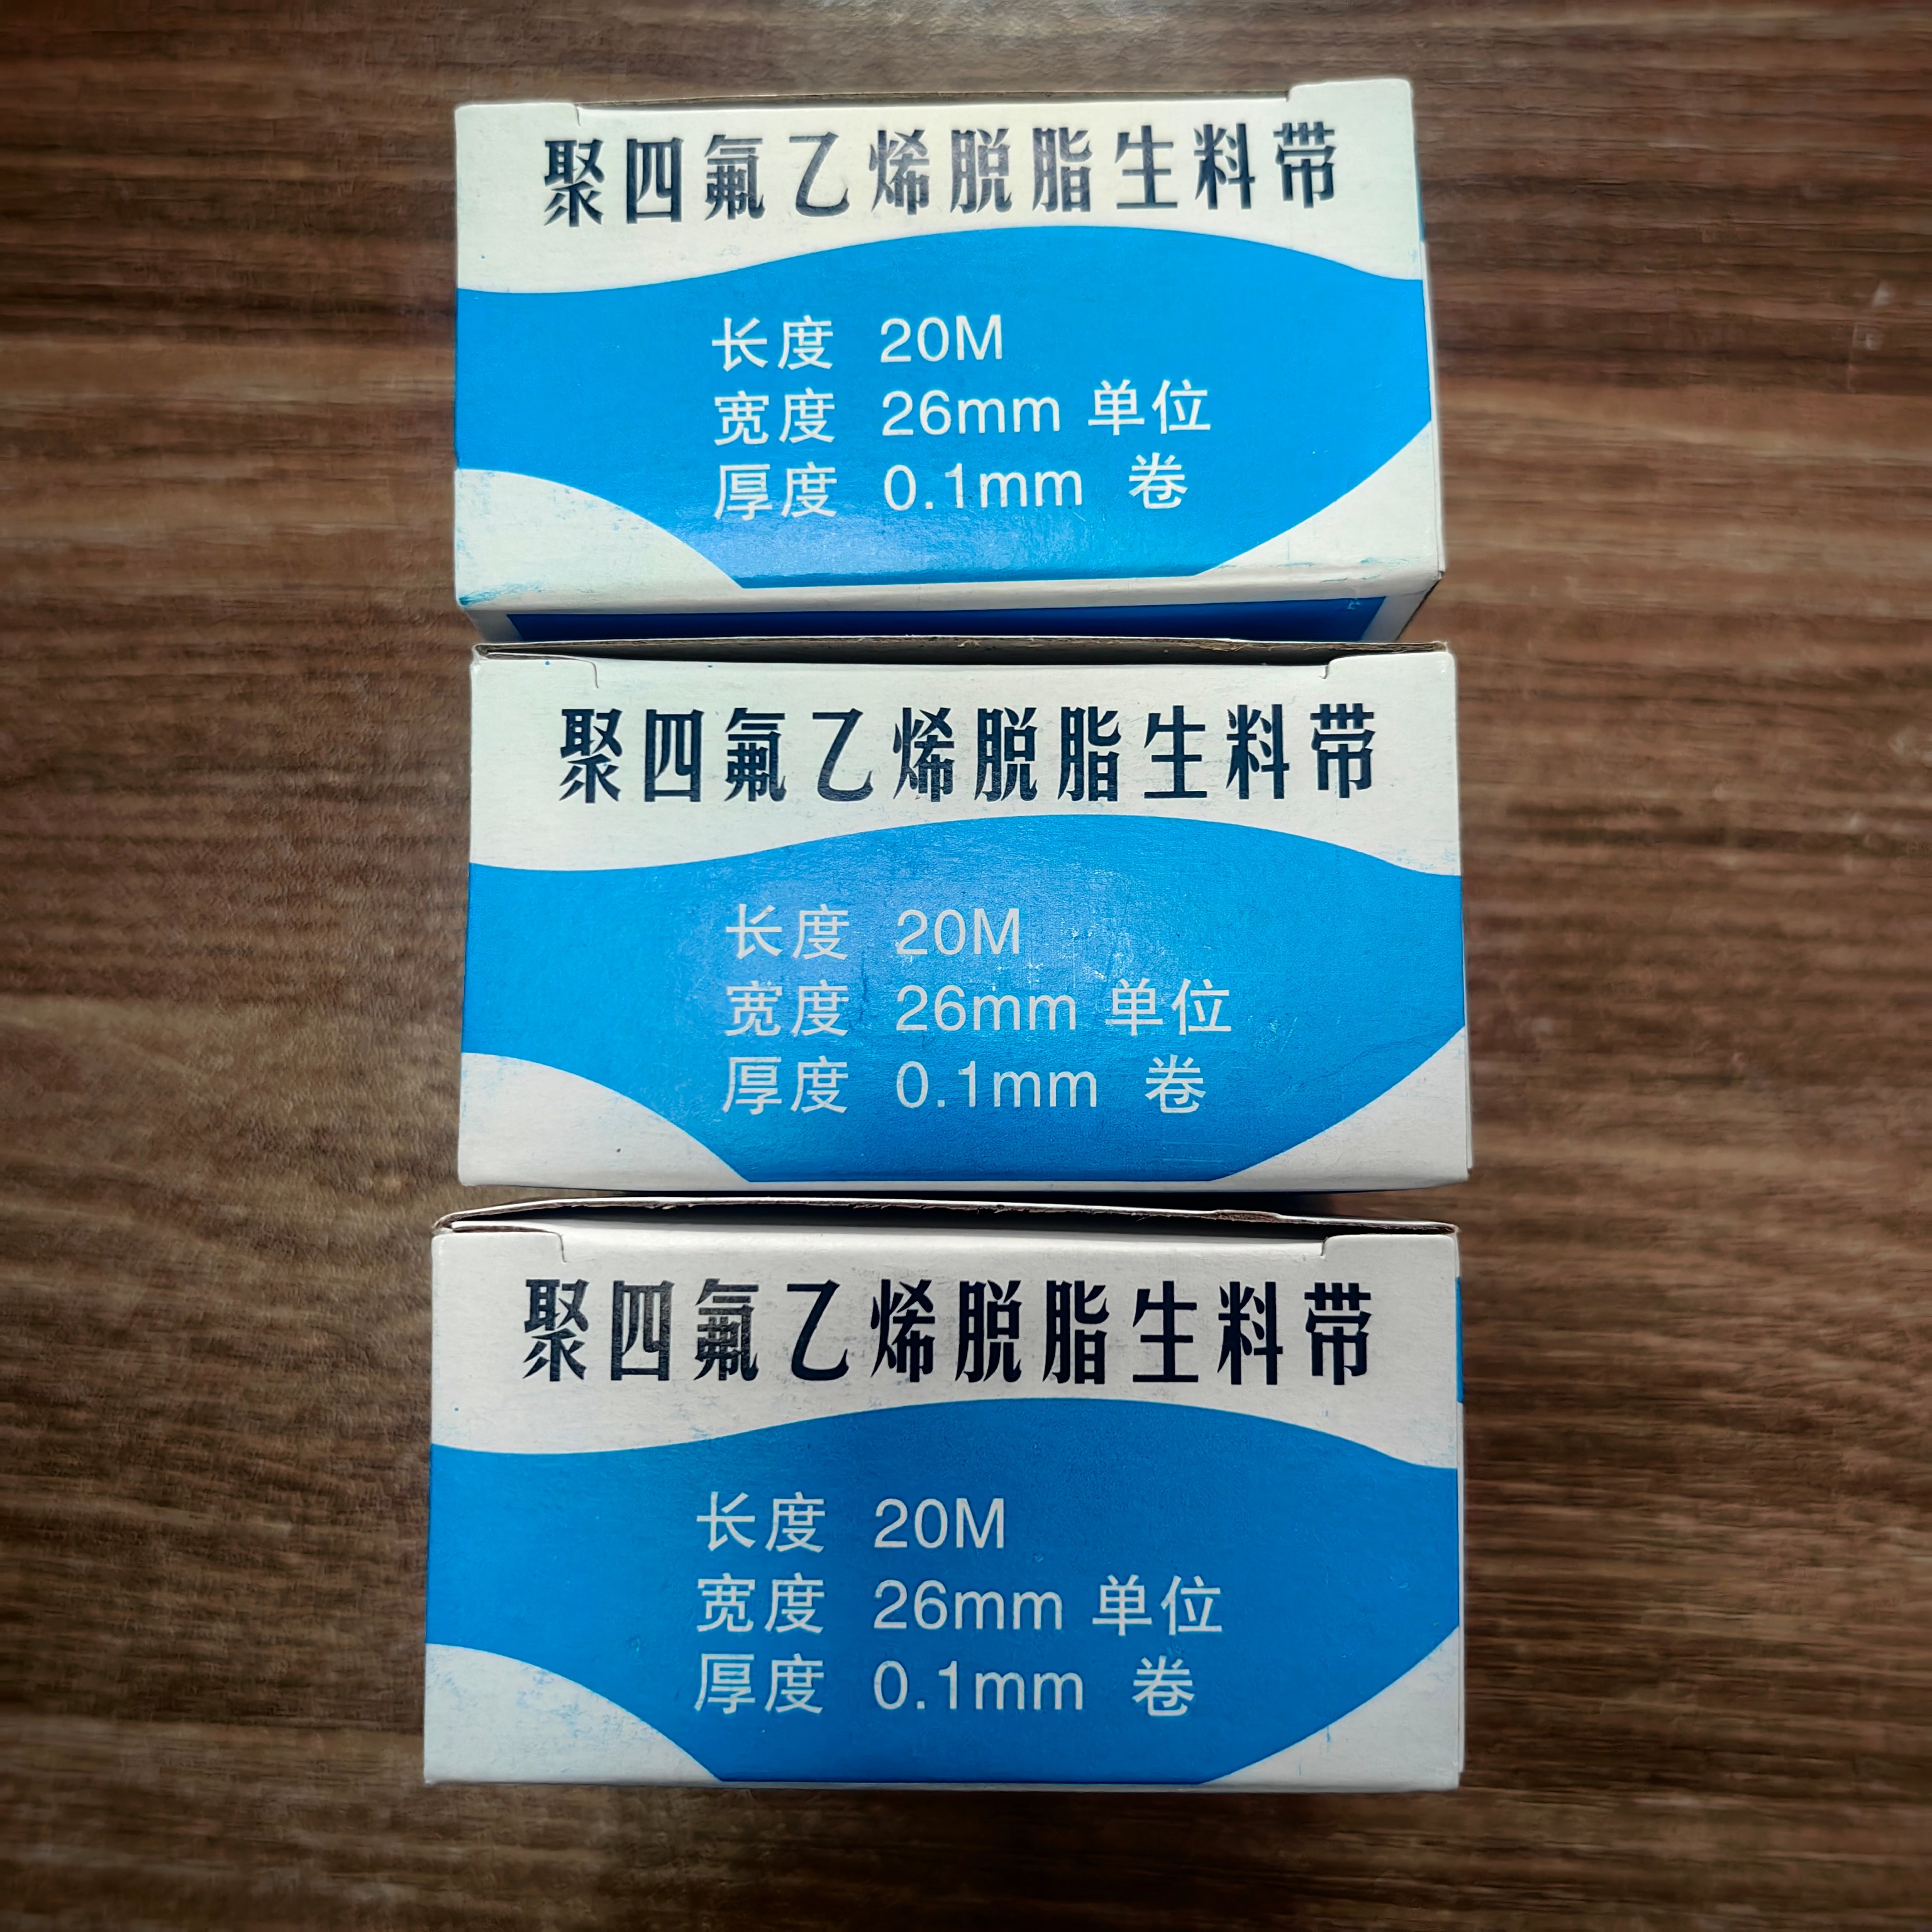 聚四氟乙烯脱脂生料带
长度 20M
宽度 26mm 单位
厚度 0.1mm 卷
聚四氟乙烯脱脂生料带
长度 20M
宽度 26mm 单位
厚度 0.1mm 卷
聚四氟乙烯脱脂生料带
长度 20M
宽度 26mm 单位
厚度 0.1mm 卷